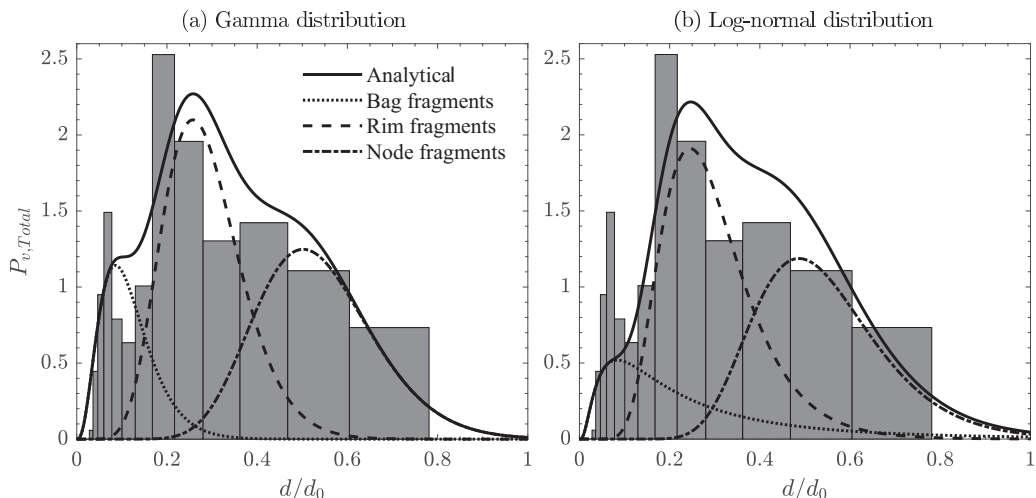 (a) Gamma distribution
(b) Log-normal distribution
P_{v,Total}
2.5
2
1.5
1
0.5
0
0 0.2 0.4 0.6 0.8 1
d/d_0
Analytical
Bag fragments
Rim fragments
Node fragments
2.5
2
1.5
1
0.5
0
0 0.2 0.4 0.6 0.8 1
d/d_0